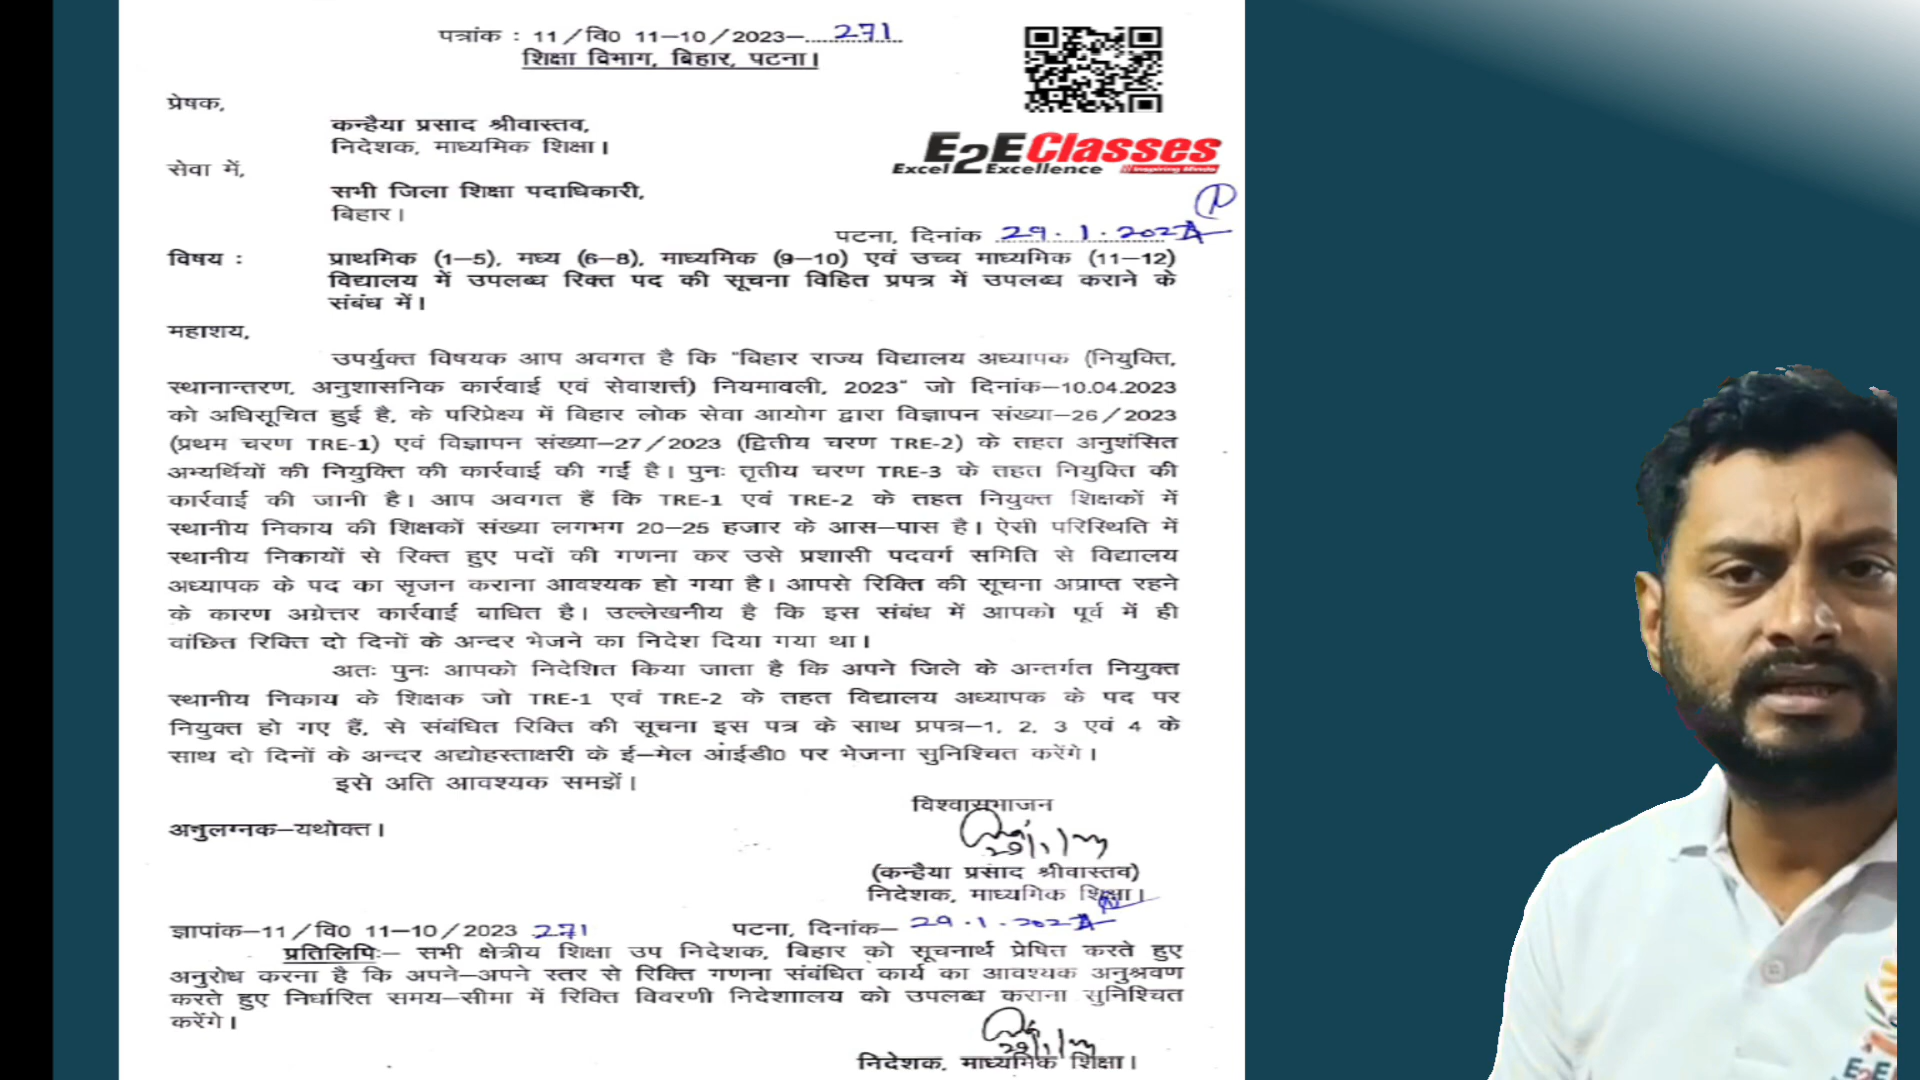 पत्रांक : 11/वि0 11-10/2023-.....271
शिक्षा विभाग, बिहार, पटना।
प्रेषक,
कन्हैया प्रसाद श्रीवास्तव,
निदेशक, माध्यमिक शिक्षा।
सेवा में,
सभी जिला शिक्षा पदाधिकारी,
बिहार।
E2E Classes
Excel 2 Excellence
// Inspiring Minds
पटना, दिनांक 29.1.2024
विषय : प्राथमिक (1-5), मध्य (6-8), माध्यमिक (9-10) एवं उच्च माध्यमिक (11-12)
विद्यालय में उपलब्ध रिक्त पद की सूचना विहित प्रपत्र में उपलब्ध कराने के
संबंध में।
महाशय,
उपर्युक्त विषयक आप अवगत है कि "बिहार राज्य विद्यालय अध्यापक (नियुक्ति,
स्थानान्तरण, अनुशासनिक कार्रवाई एवं सेवाशर्त्त) नियमावली, 2023" जो दिनांक-10.04.2023
को अधिसूचित हुई है, के परिप्रेक्ष्य में बिहार लोक सेवा आयोग द्वारा विज्ञापन संख्या-26/2023
(प्रथम चरण TRE-1) एवं विज्ञापन संख्या-27/2023 (द्वितीय चरण TRE-2) के तहत अनुशंसित
अभ्यर्थियों की नियुक्ति की कार्रवाई की गई है। पुनः तृतीय चरण TRE-3 के तहत नियुक्ति की
कार्रवाई की जानी है। आप अवगत हैं कि TRE-1 एवं TRE-2 के तहत नियुक्त शिक्षकों में
स्थानीय निकाय की शिक्षकों संख्या लगभग 20-25 हजार के आस-पास है। ऐसी परिस्थिति में
स्थानीय निकायों से रिक्त हुए पदों की गणना कर उसे प्रशासी पदवर्ग समिति से विद्यालय
अध्यापक के पद का सृजन कराना आवश्यक हो गया है। आपसे रिक्ति की सूचना अप्राप्त रहने
के कारण अग्रेत्तर कार्रवाई बाधित है। उल्लेखनीय है कि इस संबंध में आपको पूर्व में ही
वांछित रिक्ति दो दिनों के अन्दर भेजने का निदेश दिया गया था।
अतः पुनः आपको निदेशित किया जाता है कि अपने जिले के अन्तर्गत नियुक्त
स्थानीय निकाय के शिक्षक जो TRE-1 एवं TRE-2 के तहत विद्यालय अध्यापक के पद पर
नियुक्त हो गए हैं, से संबंधित रिक्ति की सूचना इस पत्र के साथ प्रपत्र-1, 2, 3 एवं 4 के
साथ दो दिनों के अन्दर अद्योहस्ताक्षरी के ई-मेल आईडी0 पर भेजना सुनिश्चित करेंगे।
इसे अति आवश्यक समझें।
विश्वासभाजन
अनुलग्नक-यथोक्त।
(कन्हैया प्रसाद श्रीवास्तव)
निदेशक, माध्यमिक शिक्षा।
ज्ञापांक-11/वि0 11-10/2023 271 पटना, दिनांक- 29.1.2024
प्रतिलिपिः- सभी क्षेत्रीय शिक्षा उप निदेशक, बिहार को सूचनार्थ प्रेषित करते हुए
अनुरोध करना है कि अपने-अपने स्तर से रिक्ति गणना संबंधित कार्य का आवश्यक अनुश्रवण
करते हुए निर्धारित समय-सीमा में रिक्ति विवरणी निदेशाालय को उपलब्ध कराना सुनिश्चित
करेंगे।
निदेशक, माध्यमिक शिक्षा।
E2E